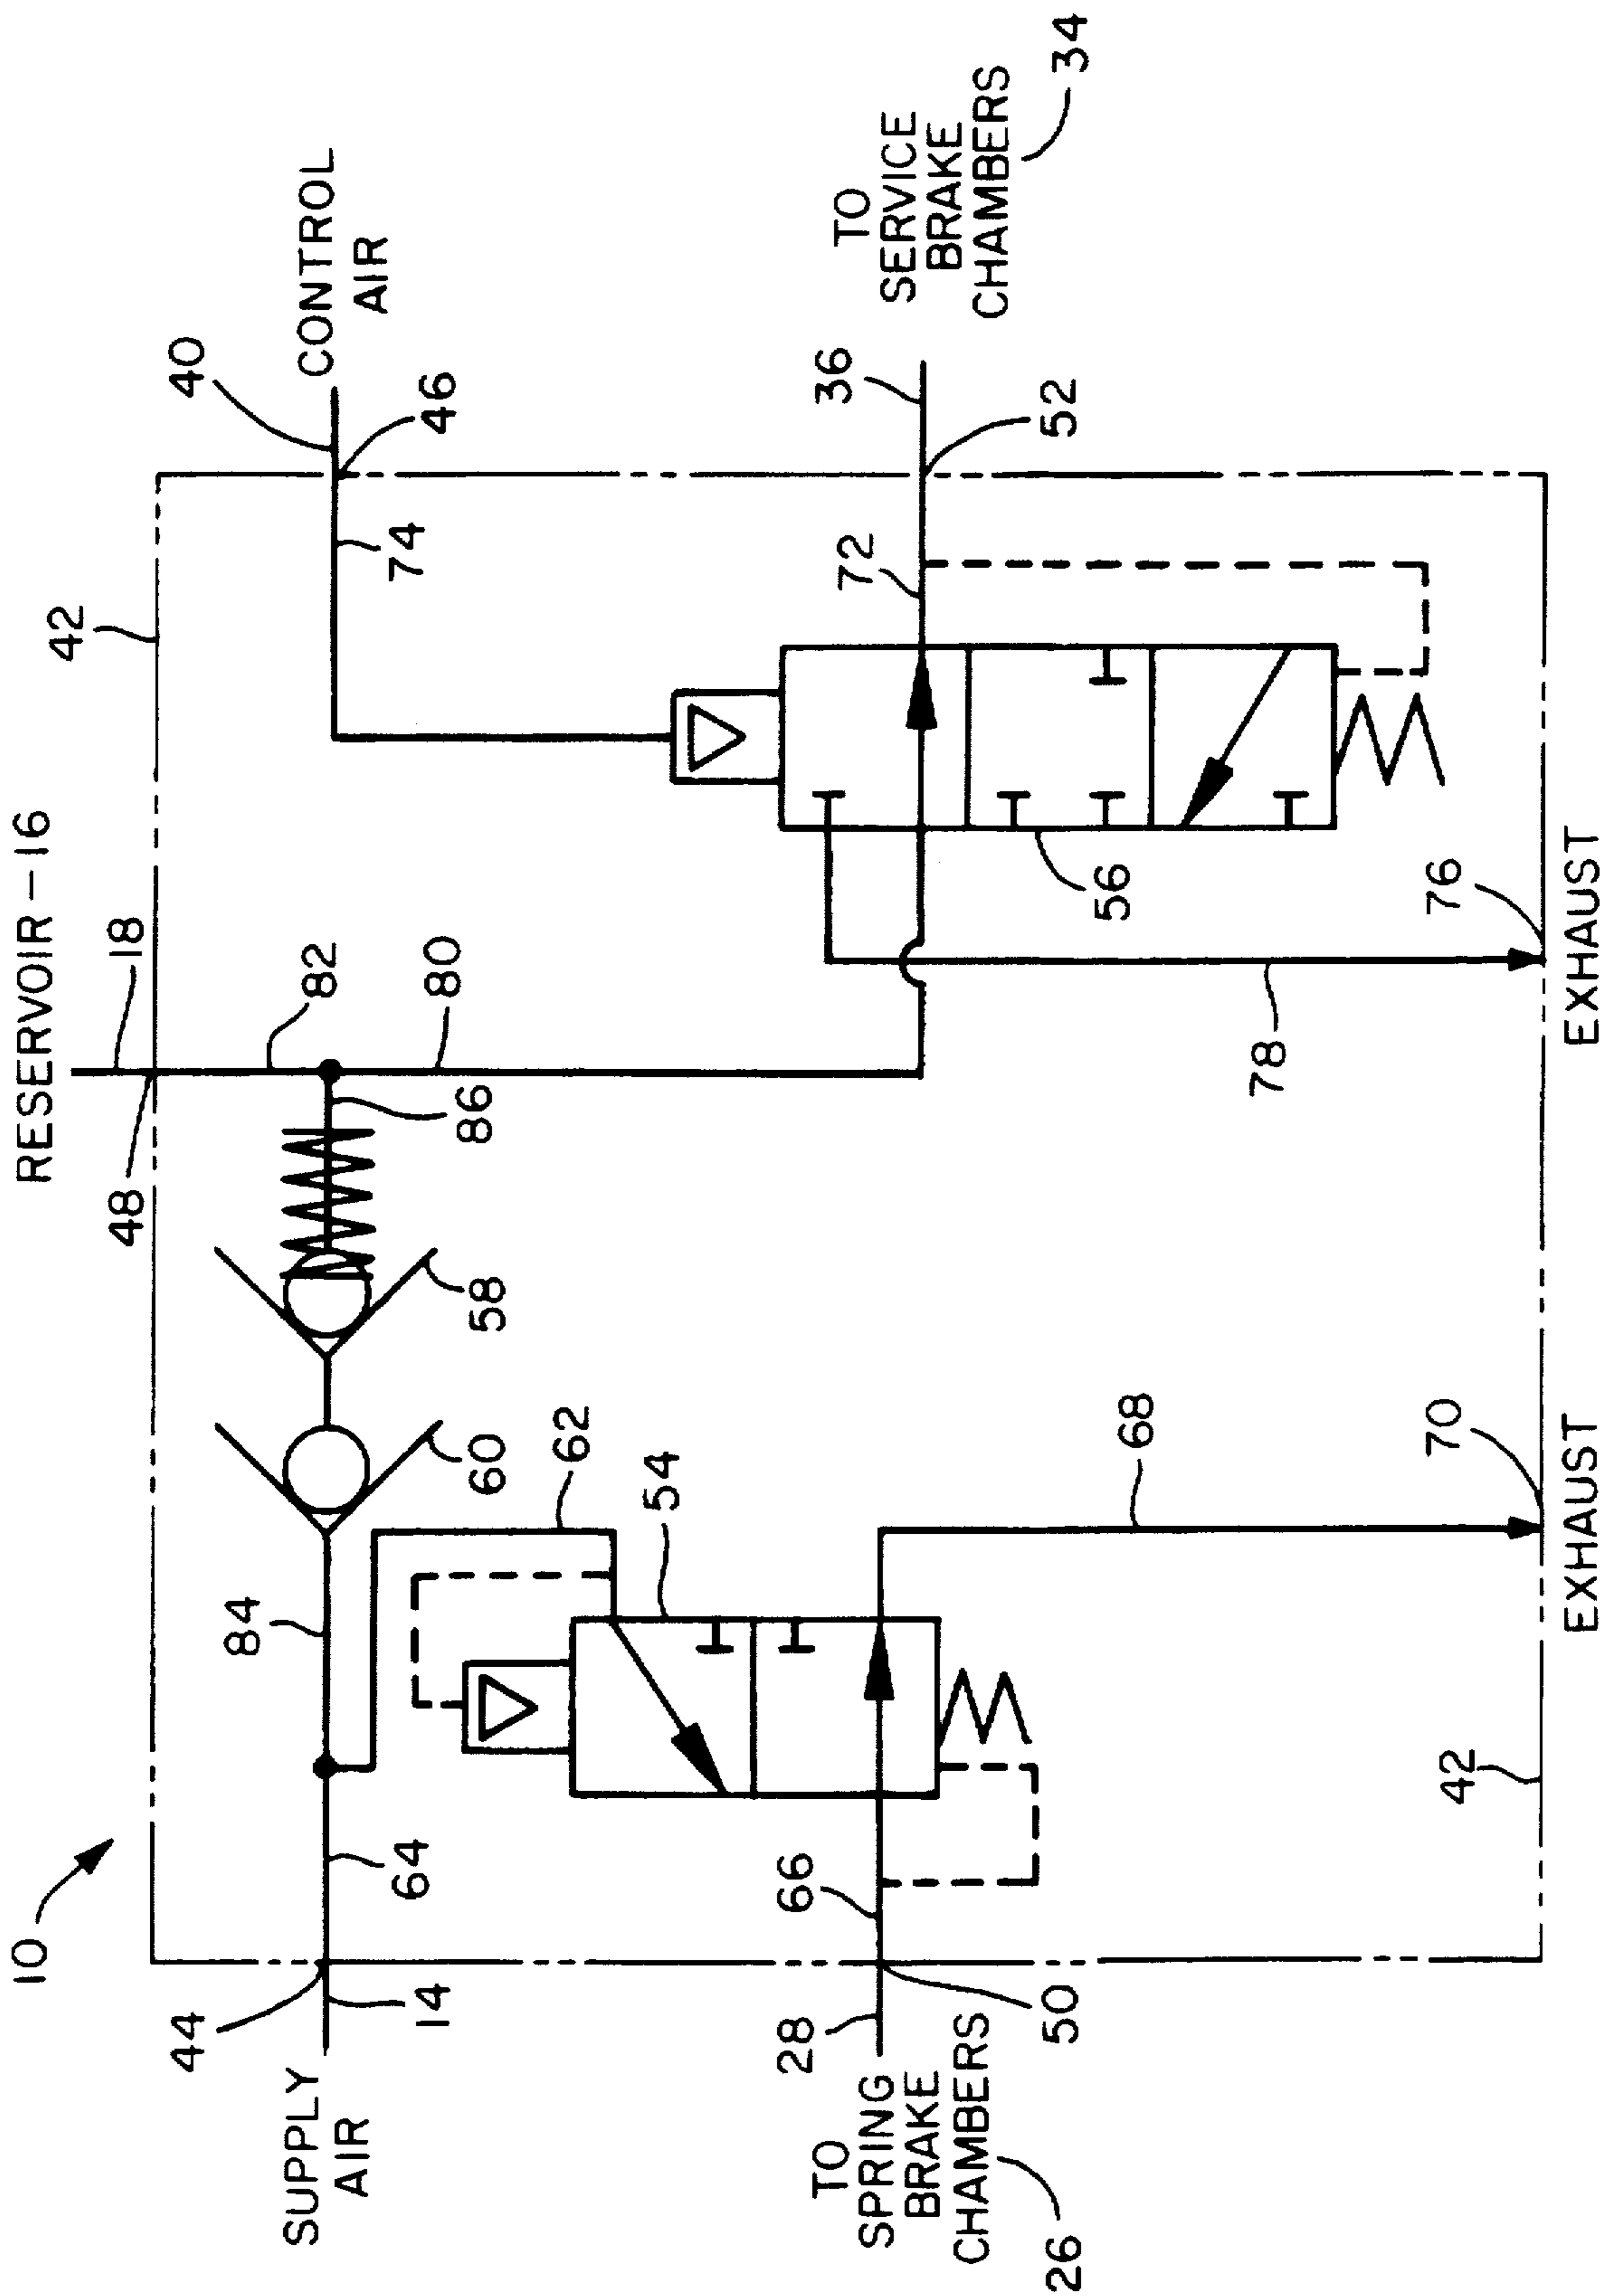 RESERVOIR-16
10
42
48
18
82
80
86
40
CONTROL
AIR
46
74
44
SUPPLY
AIR
14
64
84
60
58
62
54
TO
SERVICE
BRAKE
CHAMBERS
34
36
52
72
56
TO
SPRING
BRAKE
CHAMBERS
26
28
50
66
68
78
42
70
EXHAUST
76
EXHAUST